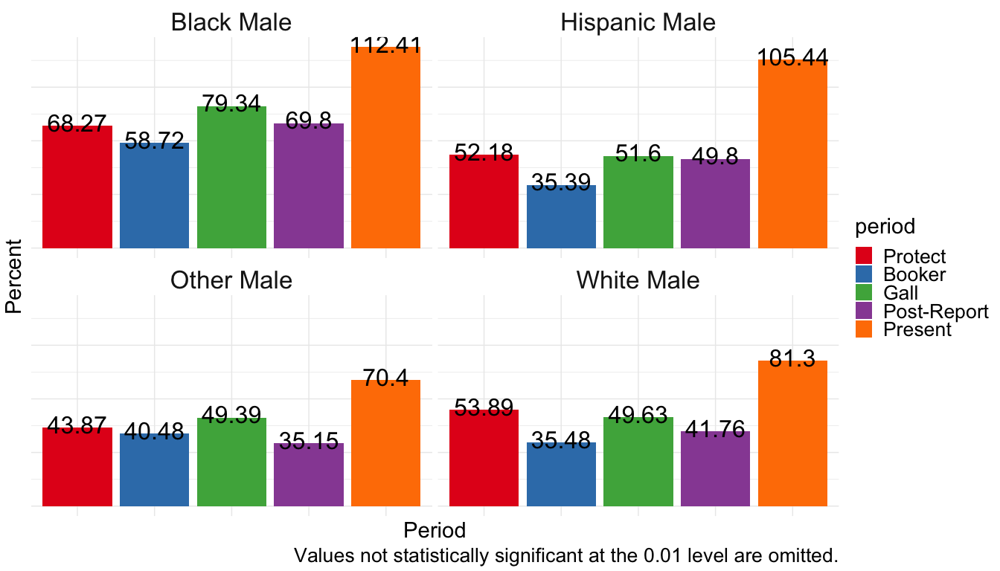 Black Male
Hispanic Male
68.27
58.72
79.34
69.8
112.41
52.18
35.39
51.6
49.8
105.44
Percent
Other Male
White Male
43.87
40.48
49.39
35.15
70.4
53.89
35.48
49.63
41.76
81.3
period
Protect
Booker
Gall
Post-Report
Present
Period
Values not statistically significant at the 0.01 level are omitted.